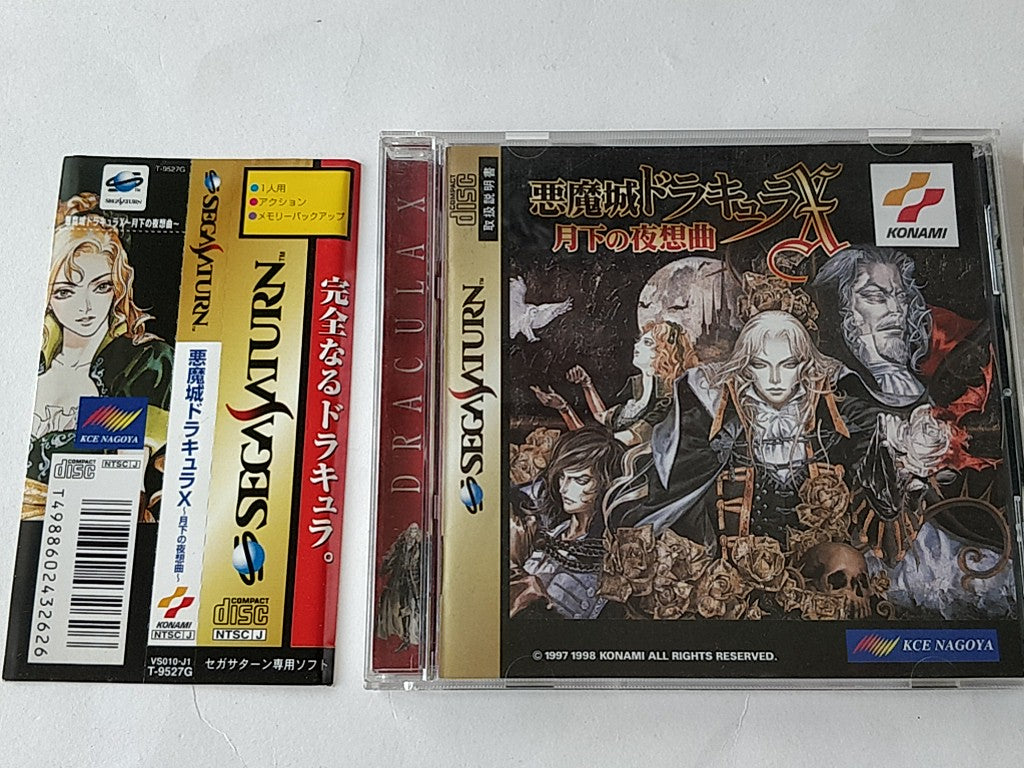 T-9527G
SEGA SATURN
悪魔城ドラキュラX~月下の夜想曲~
KCE NAGOYA
COMPACT
disc
NTSC J
T4988602432626
SEGA SATURN™
悪魔城ドラキュラX~月下の夜想曲~
KONAMI
NTSC J
VS010-J1
T-9527G
●1人用
●アクション
●メモリーバックアップ
SEGA SATURN™
COMPACT
disc
NTSC J
セガサターン専用ソフト
完全なるドラキュラ。
DRACULA X
COMPACT
disc
取扱説明書
SEGA SATURN™
悪魔城ドラキュラX
月下の夜想曲
KONAMI
© 1997 1998 KONAMI ALL RIGHTS RESERVED.
KCE NAGOYA